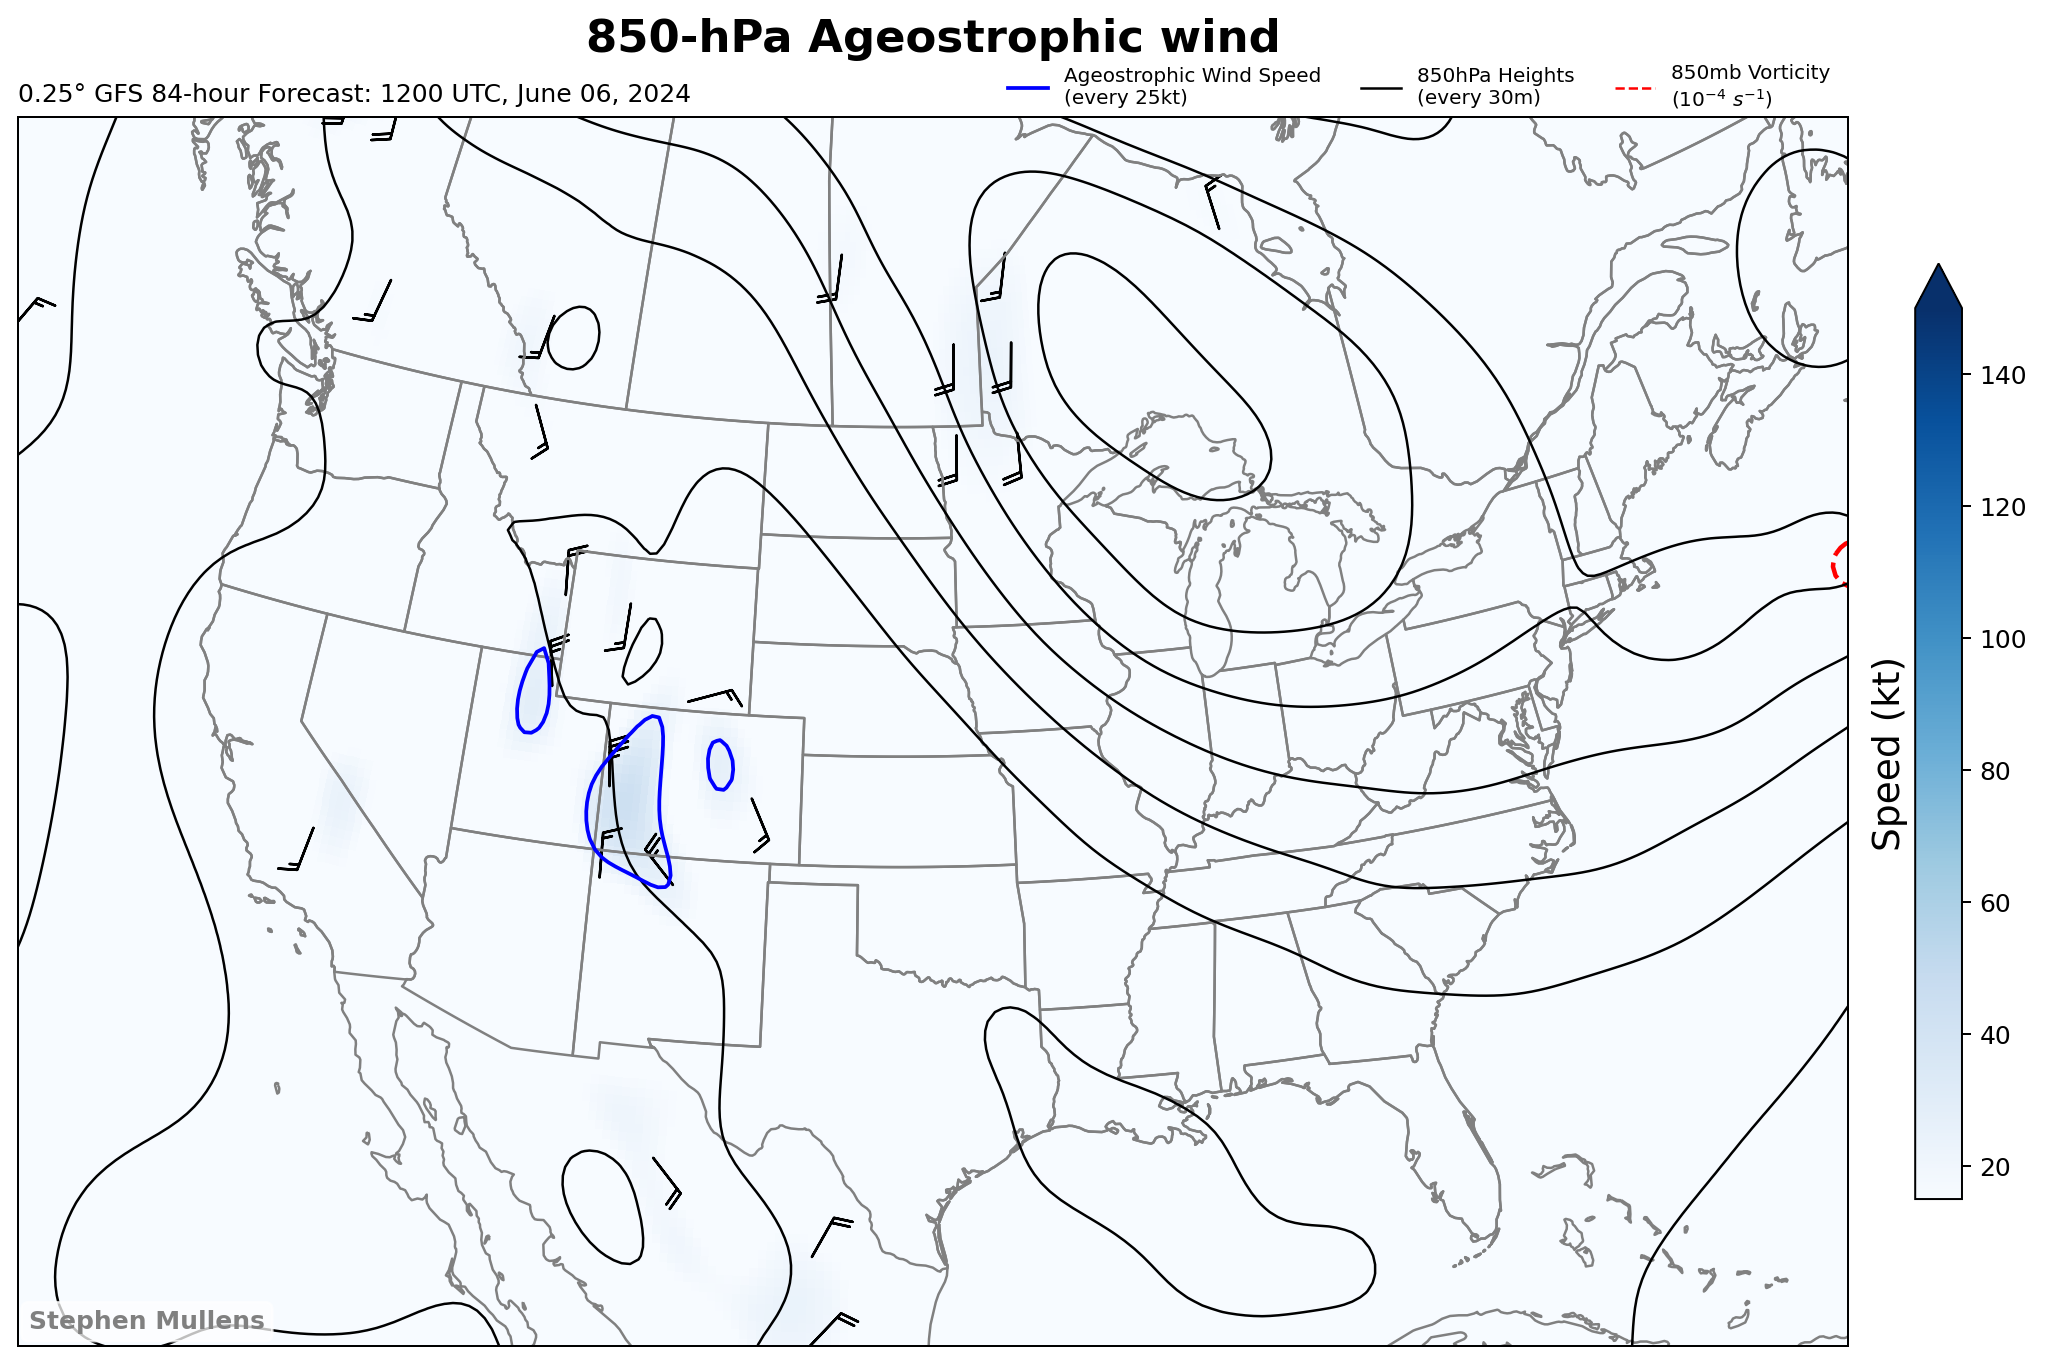 850-hPa Ageostrophic wind
0.25° GFS 84-hour Forecast: 1200 UTC, June 06, 2024
Ageostrophic Wind Speed
(every 25kt)
850hPa Heights
(every 30m)
850mb Vorticity
(10⁻⁴ s⁻¹)
140
120
100
80
60
40
20
Speed (kt)
Stephen Mullens